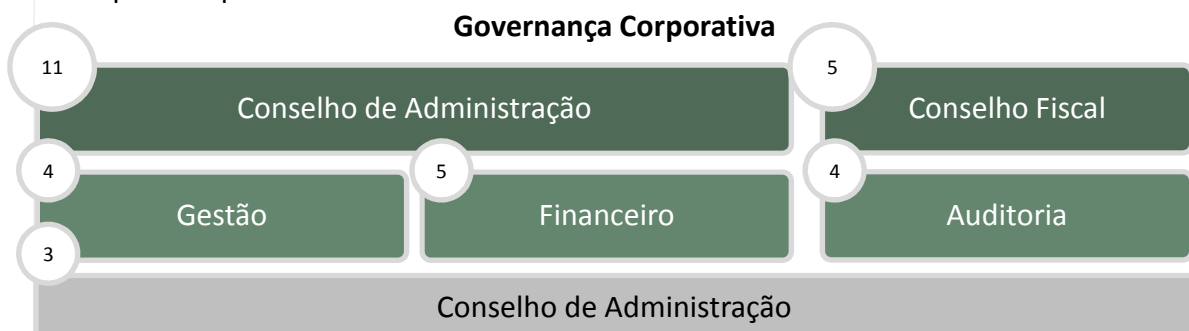 Governança Corporativa
11
5
Conselho de Administração
Conselho Fiscal
4
5
4
Gestão
Financeiro
Auditoria
3
Conselho de Administração